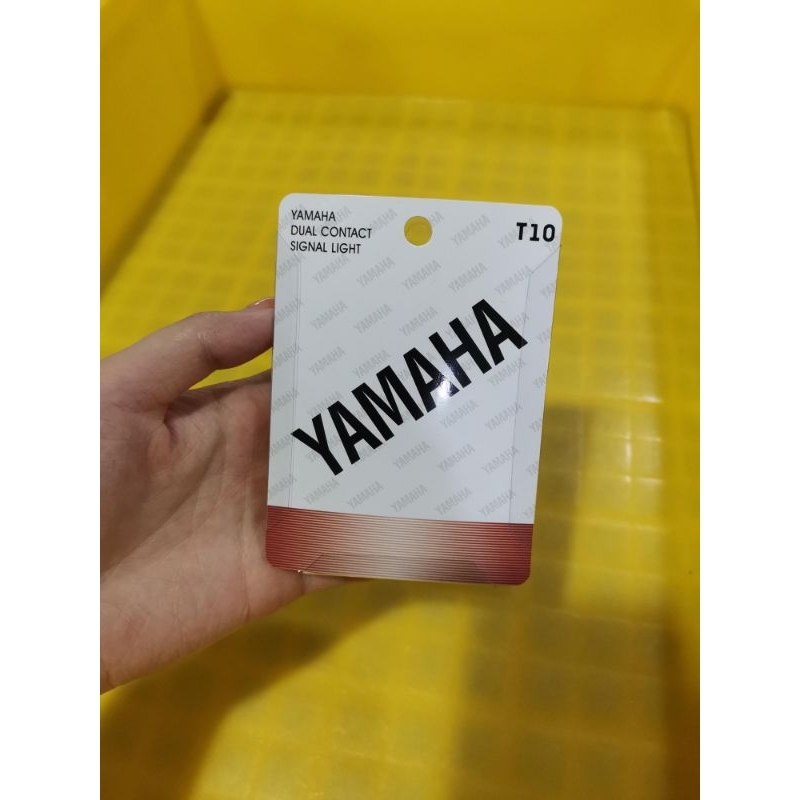 YAMAHA
DUAL CONTACT
SIGNAL LIGHT
T10
YAMAHA